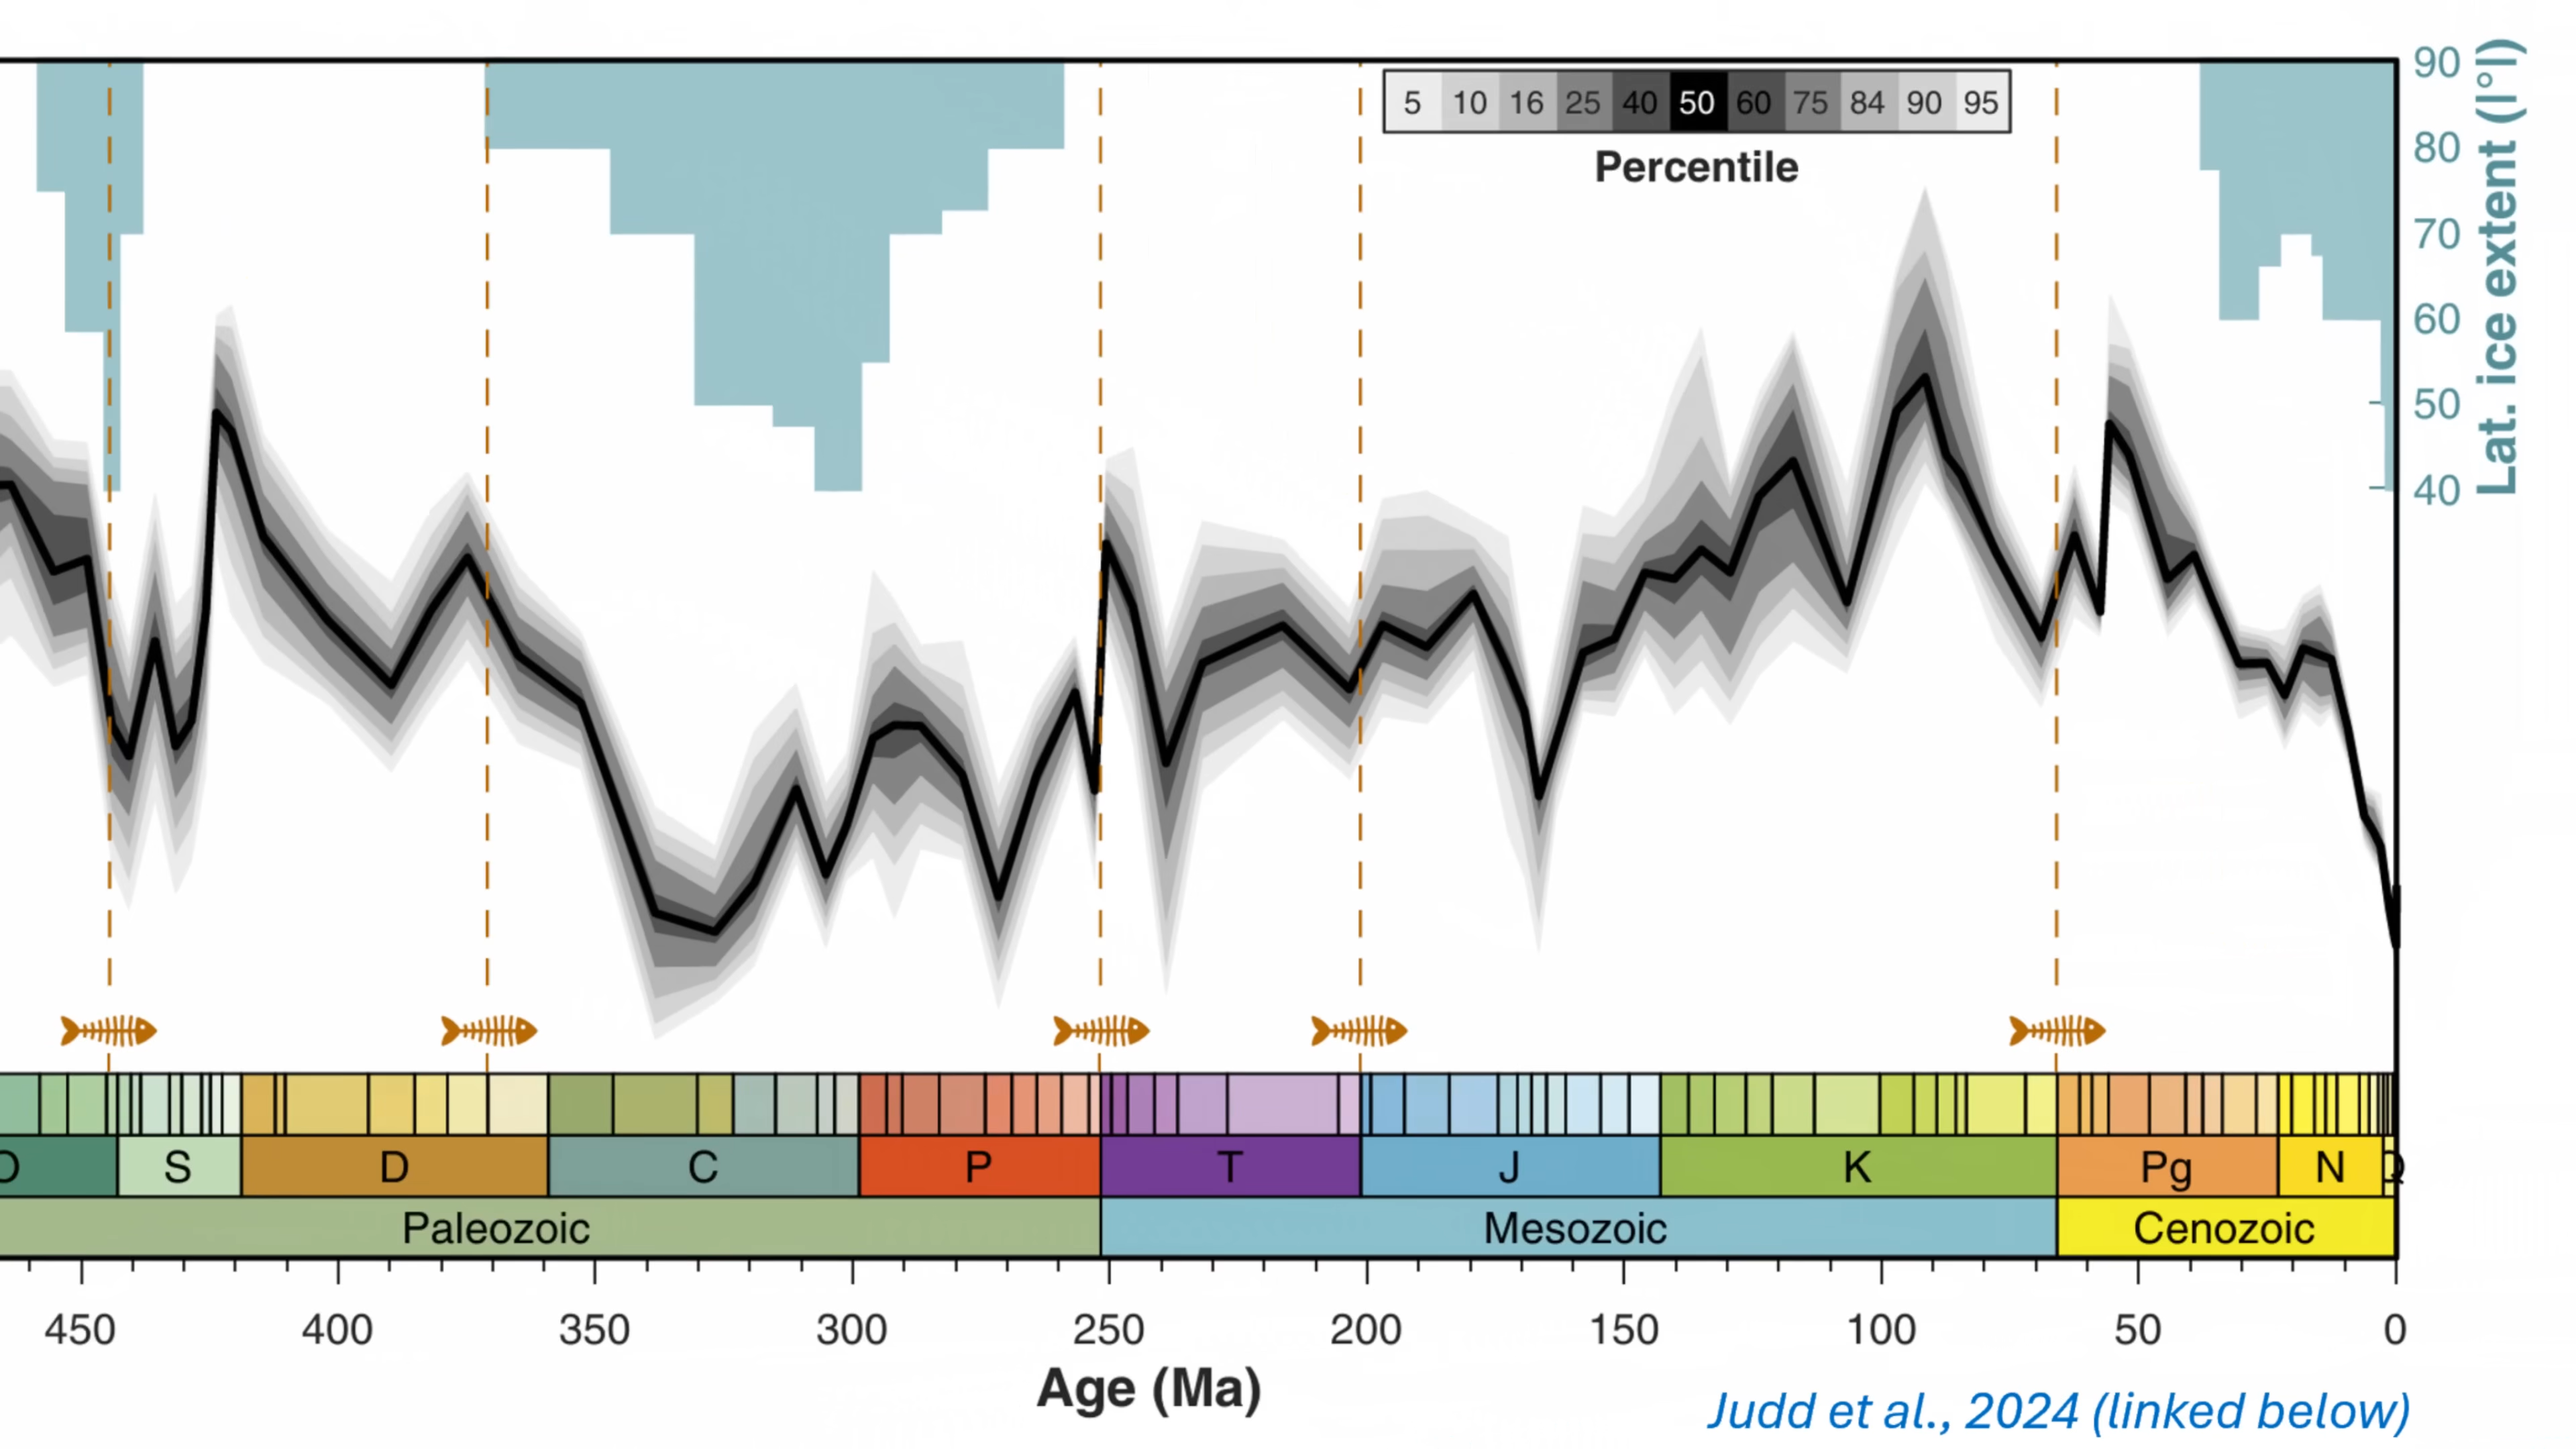 90
5 10 16 25 40 50 60 75 84 90 95
Percentile
80
70
60
50
40
Lat. ice extent (|°|)
O S D C P T J K Pg N Q
Paleozoic Mesozoic Cenozoic
450 400 350 300 250 200 150 100 50 0
Age (Ma)
Judd et al., 2024 (linked below)